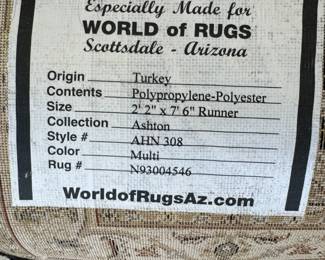 Especially Made for
WORLD of RUGS
Scottsdale - Arizona
Origin Turkey
Contents Polypropylene-Polyester
Size 2' 2" x 7' 6" Runner
Collection Ashton
Style # AHN 308
Color Multi
Rug # N93004546
WorldofRugsAz.com